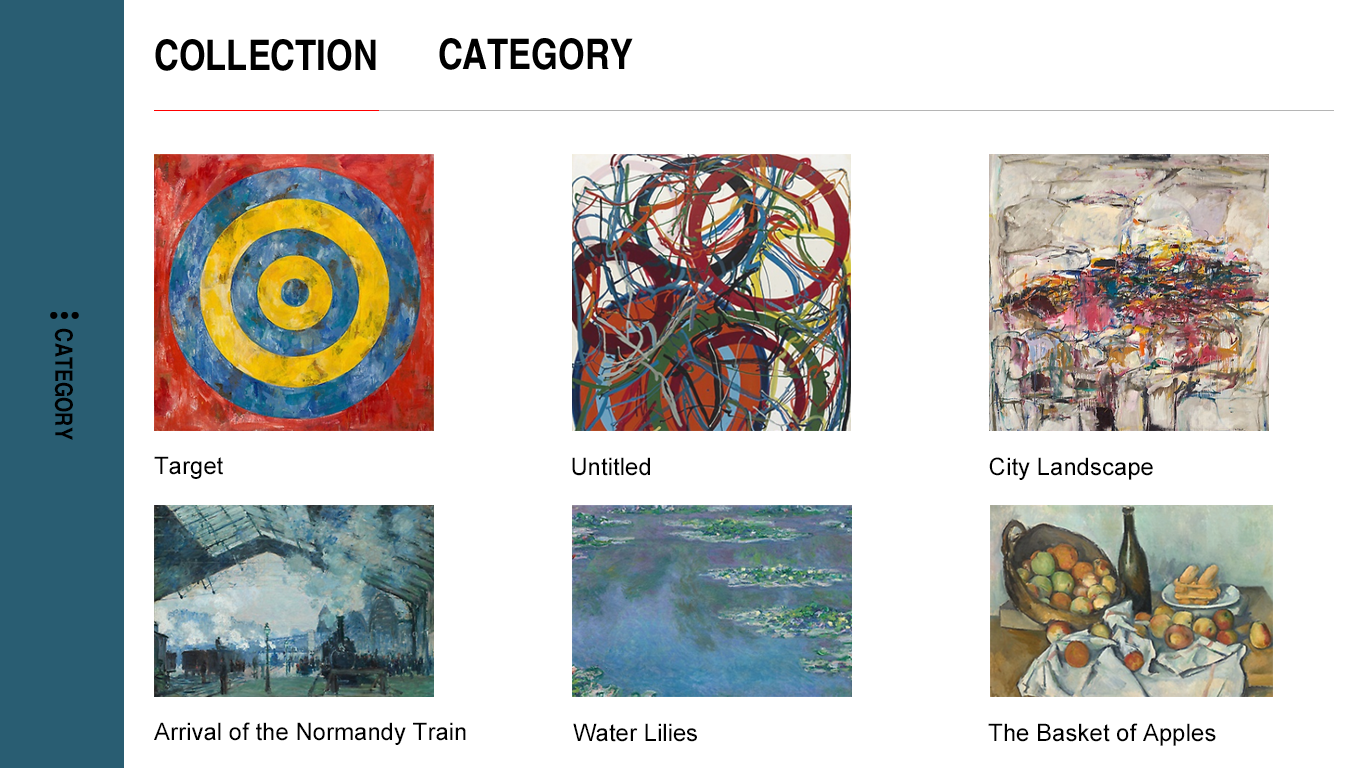 COLLECTION CATEGORY
CATEGORY
Target
Untitled
City Landscape
Arrival of the Normandy Train
Water Lilies
The Basket of Apples